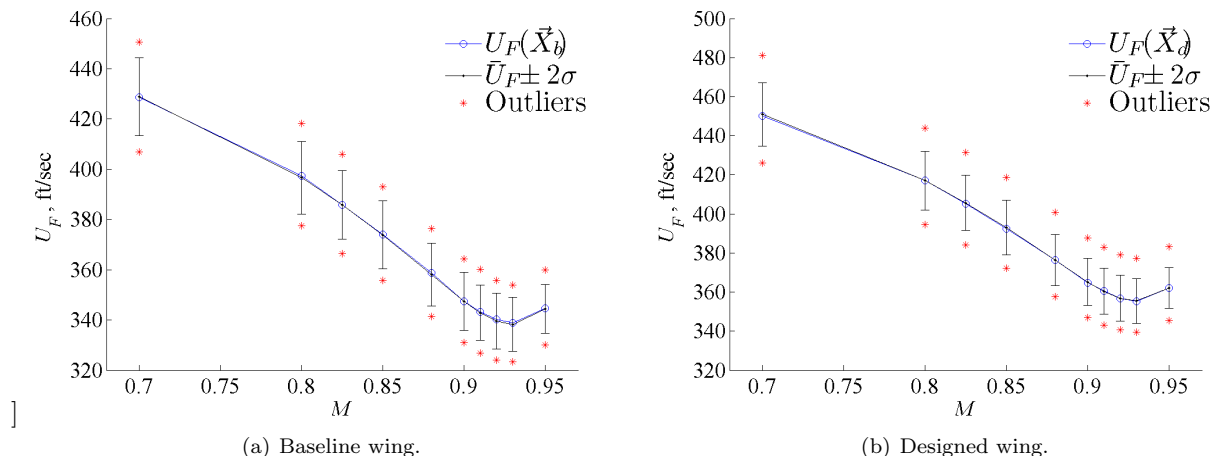 460
440
420
400
380
360
340
320
U_F, ft/sec
0.7 0.75 0.8 0.85 0.9 0.95
M
U_F(X⃗_b)
Ū_F ± 2σ
Outliers
]
(a) Baseline wing.
500
480
460
440
420
400
380
360
340
320
U_F, ft/sec
0.7 0.75 0.8 0.85 0.9 0.95
M
U_F(X⃗_d)
Ū_F ± 2σ
Outliers
(b) Designed wing.